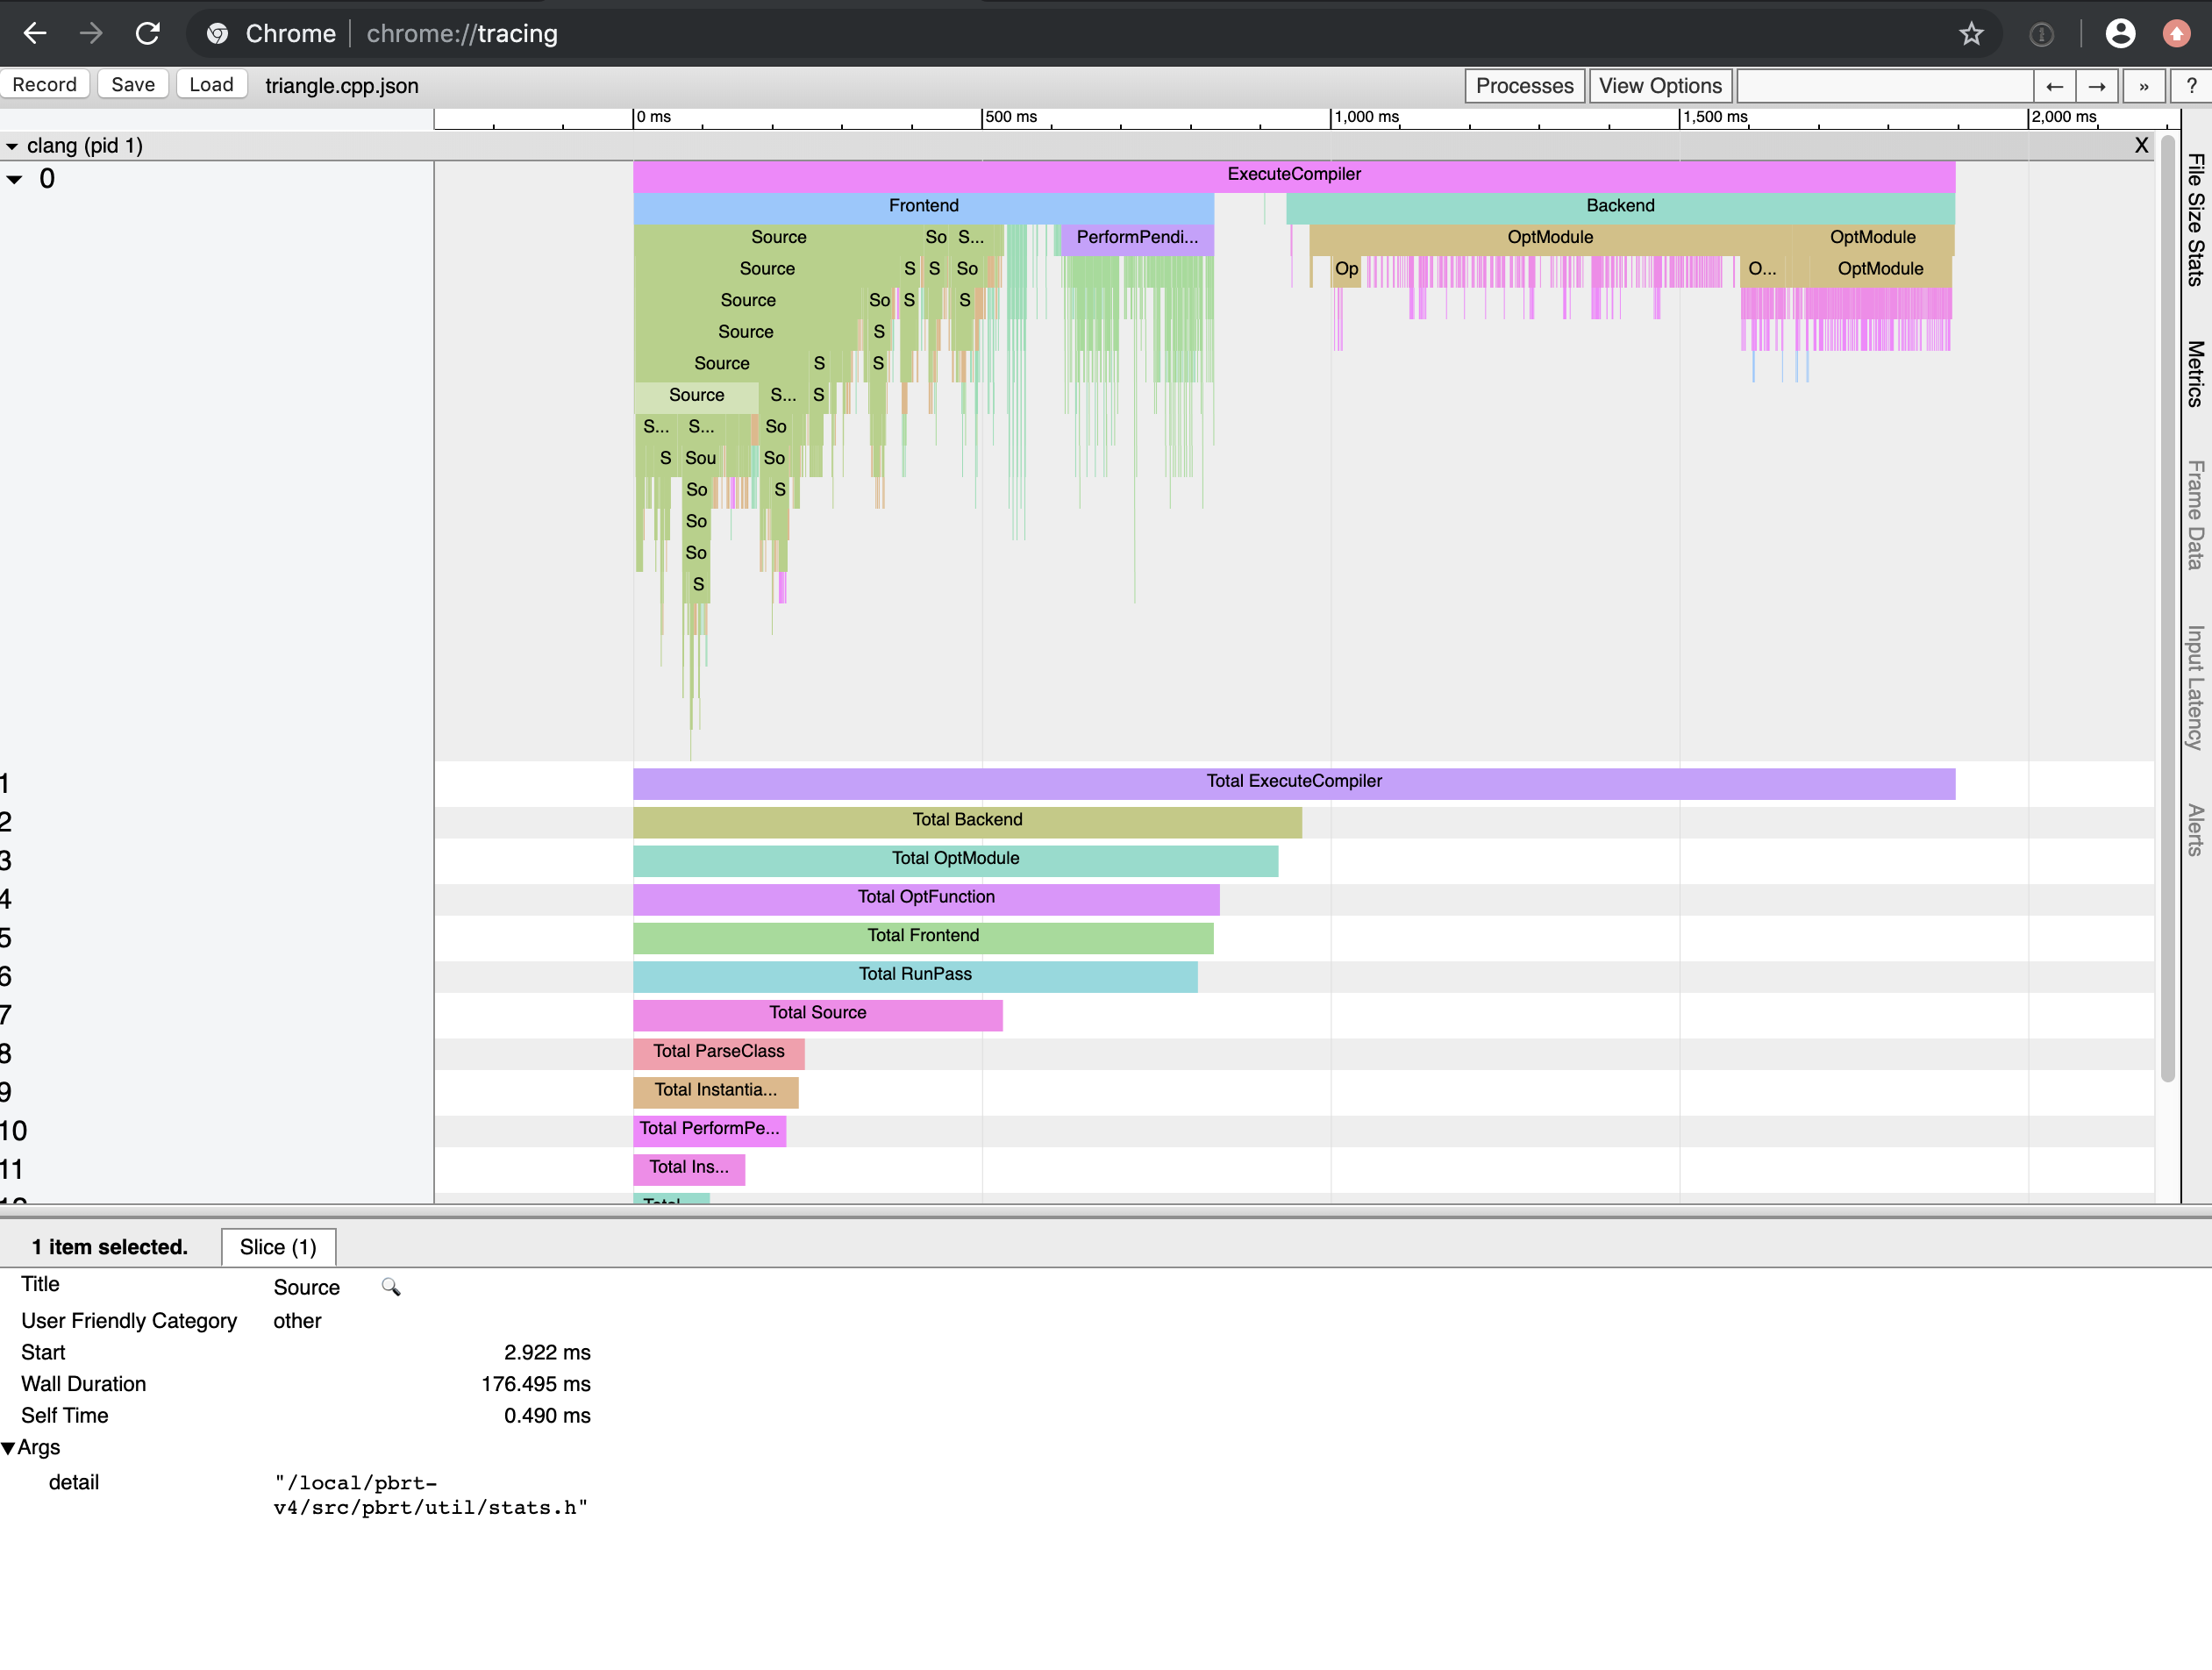 Chrome chrome://tracing
Record Save Load triangle.cpp.json Processes View Options ← → » ?
0 ms 500 ms 1,000 ms 1,500 ms 2,000 ms
clang (pid 1) X
0
ExecuteCompiler
Frontend Backend
Source So S... PerformPendi... OptModule OptModule
Source S S So Op O... OptModule
Source So S S
Source S
Source S S
Source S... S
S... S... So
S Sou So
So S
So
So
S
1 Total ExecuteCompiler
2 Total Backend
3 Total OptModule
4 Total OptFunction
5 Total Frontend
6 Total RunPass
7 Total Source
8 Total ParseClass
9 Total Instantia...
10 Total PerformPe...
11 Total Ins...
File Size Stats
Metrics
Frame Data
Input Latency
Alerts
1 item selected. Slice (1)
Title Source
User Friendly Category other
Start 2.922 ms
Wall Duration 176.495 ms
Self Time 0.490 ms
Args
detail "/local/pbrt-
v4/src/pbrt/util/stats.h"